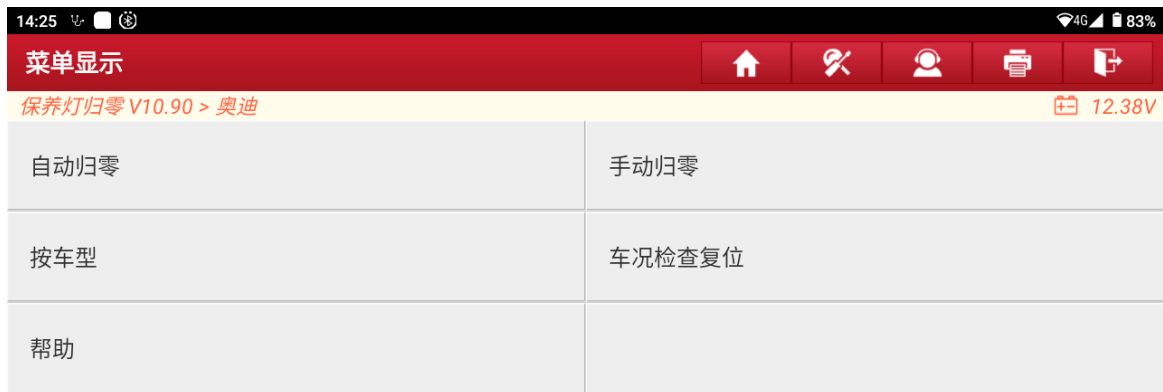 14:25 4G 83%
菜单显示
保养灯归零 V10.90 > 奥迪 12.38V
自动归零 手动归零
按车型 车况检查复位
帮助